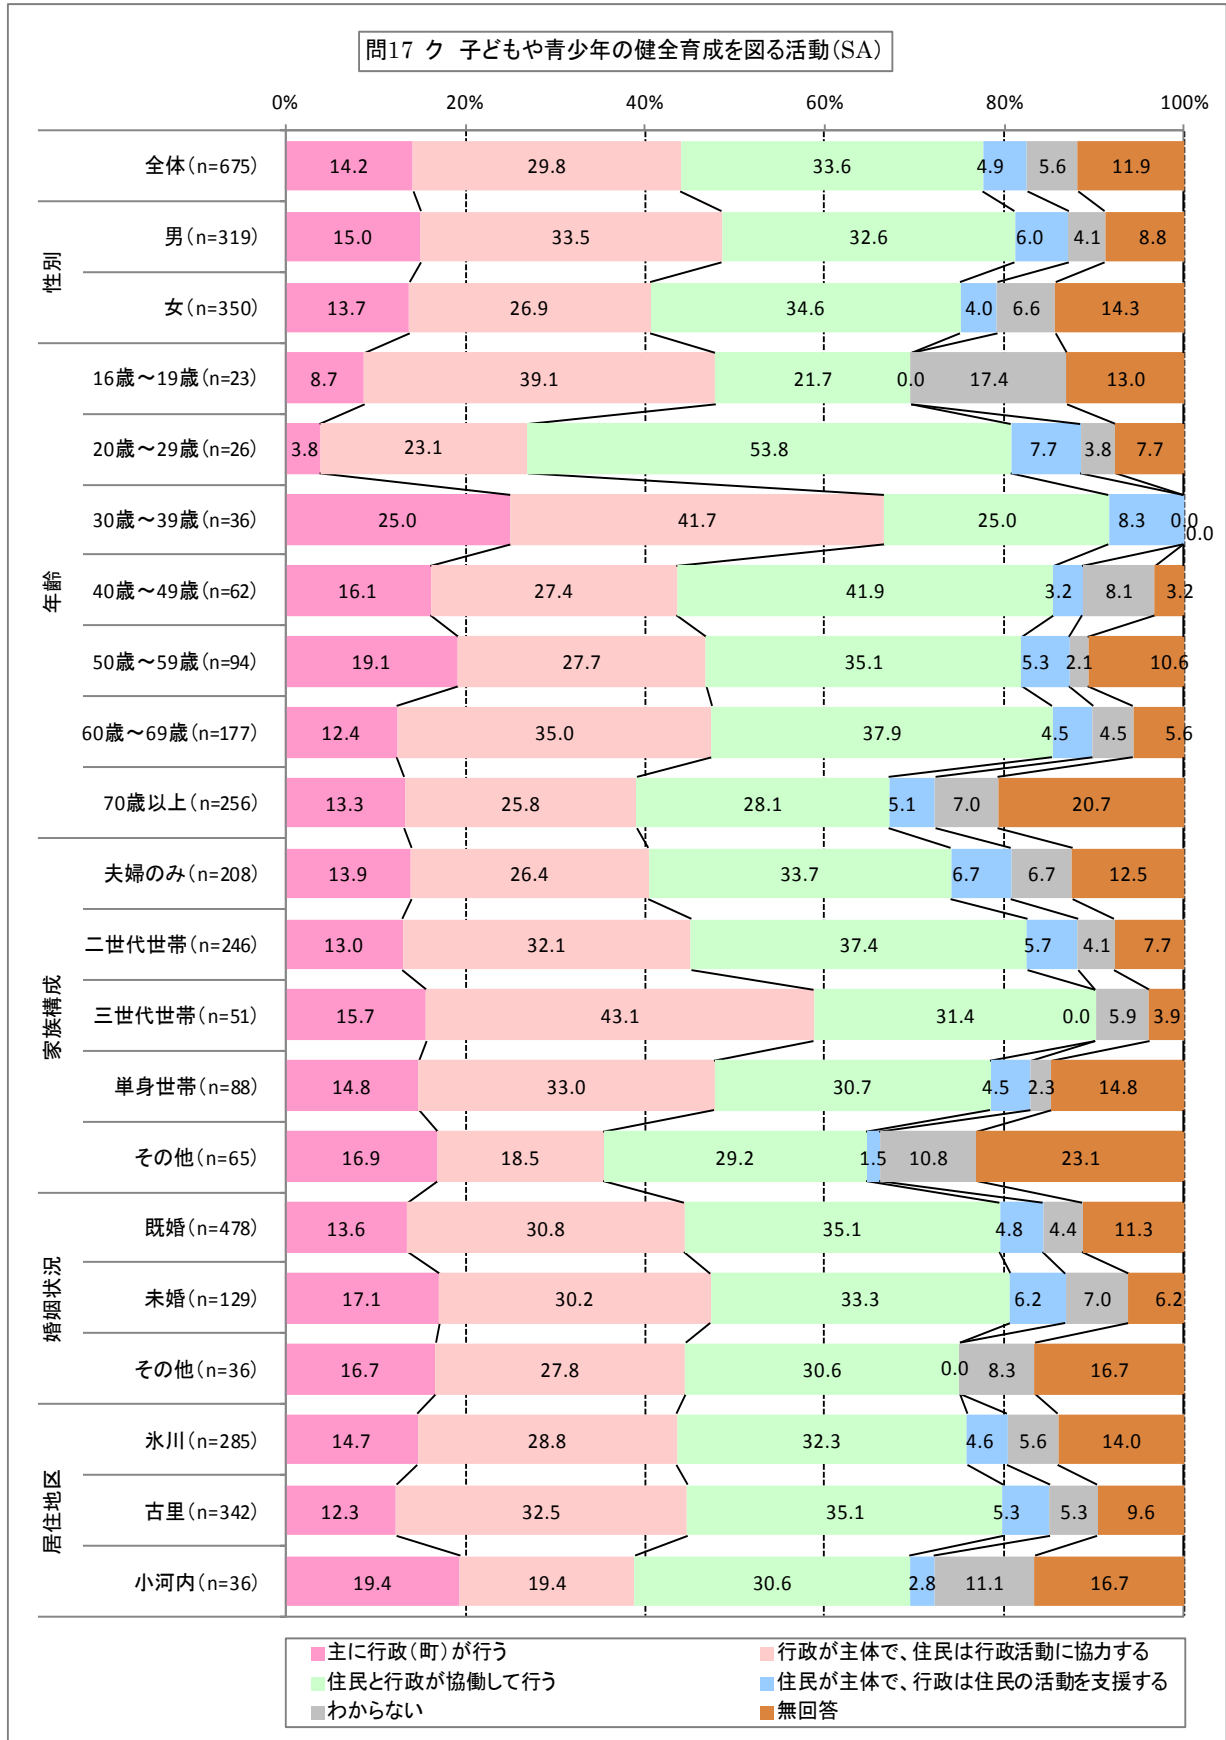 問17 ク 子どもや青少年の健全育成を図る活動(SA)
0% 20% 40% 60% 80% 100%
全体(n=675) 14.2 29.8 33.6 4.9 5.6 11.9
性別
男(n=319) 15.0 33.5 32.6 6.0 4.1 8.8
女(n=350) 13.7 26.9 34.6 4.0 6.6 14.3
年齢
16歳～19歳(n=23) 8.7 39.1 21.7 0.0 17.4 13.0
20歳～29歳(n=26) 3.8 23.1 53.8 7.7 3.8 7.7
30歳～39歳(n=36) 25.0 41.7 25.0 8.3 0.0 0.0
40歳～49歳(n=62) 16.1 27.4 41.9 3.2 8.1 3.2
50歳～59歳(n=94) 19.1 27.7 35.1 5.3 2.1 10.6
60歳～69歳(n=177) 12.4 35.0 37.9 4.5 4.5 5.6
70歳以上(n=256) 13.3 25.8 28.1 5.1 7.0 20.7
家族構成
夫婦のみ(n=208) 13.9 26.4 33.7 6.7 6.7 12.5
二世代世帯(n=246) 13.0 32.1 37.4 5.7 4.1 7.7
三世代世帯(n=51) 15.7 43.1 31.4 0.0 5.9 3.9
単身世帯(n=88) 14.8 33.0 30.7 4.5 2.3 14.8
その他(n=65) 16.9 18.5 29.2 1.5 10.8 23.1
婚姻状況
既婚(n=478) 13.6 30.8 35.1 4.8 4.4 11.3
未婚(n=129) 17.1 30.2 33.3 6.2 7.0 6.2
その他(n=36) 16.7 27.8 30.6 0.0 8.3 16.7
居住地区
氷川(n=285) 14.7 28.8 32.3 4.6 5.6 14.0
古里(n=342) 12.3 32.5 35.1 5.3 5.3 9.6
小河内(n=36) 19.4 19.4 30.6 2.8 11.1 16.7
主に行政(町)が行う 行政が主体で、住民は行政活動に協力する
住民と行政が協働して行う 住民が主体で、行政は住民の活動を支援する
わからない 無回答